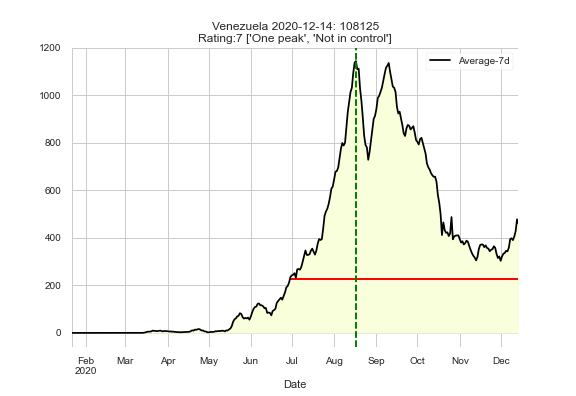 Venezuela 2020-12-14: 108125
Rating:7 ['One peak', 'Not in control']
Average-7d
1200
1000
800
600
400
200
0
Feb Mar Apr May Jun Jul Aug Sep Oct Nov Dec
2020
Date